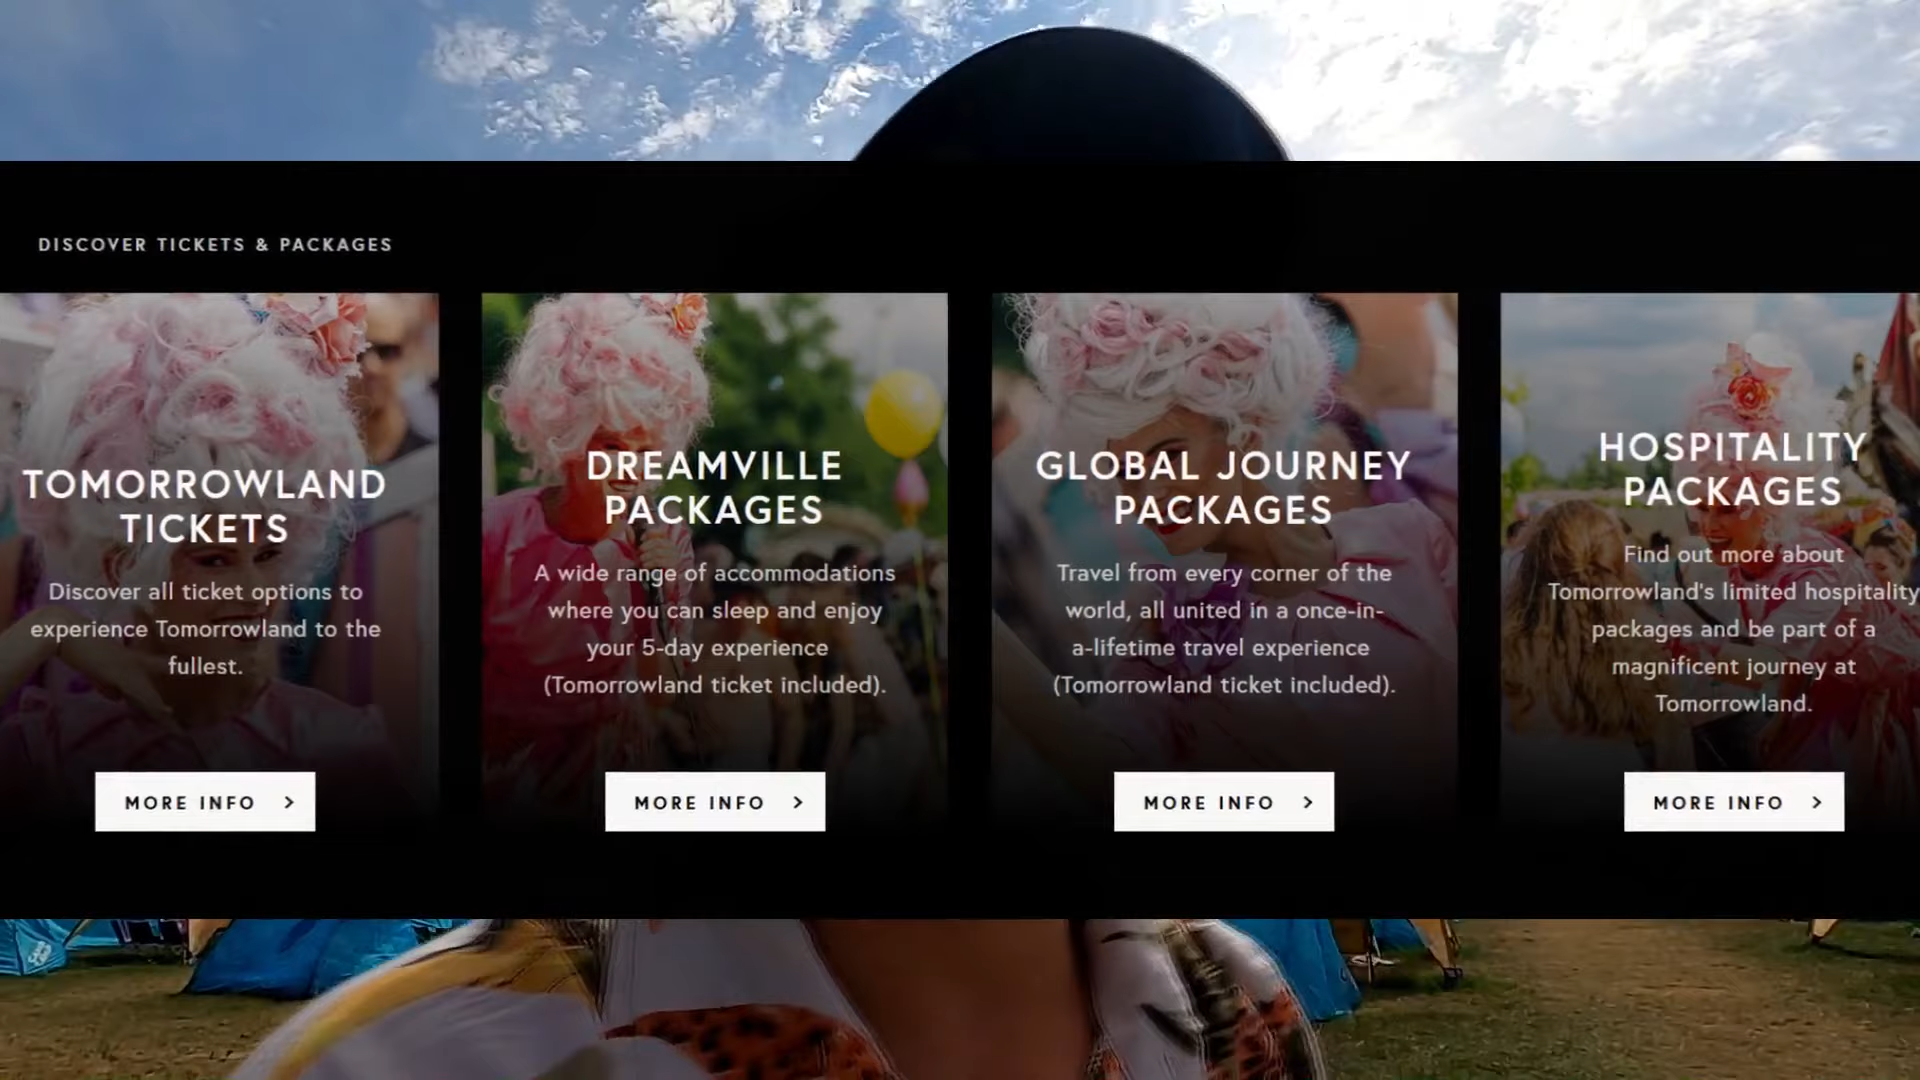 DISCOVER TICKETS & PACKAGES
TOMORROWLAND
TICKETS
Discover all ticket options to
experience Tomorrowland to the
fullest.
MORE INFO >
DREAMVILLE
PACKAGES
A wide range of accommodations
where you can sleep and enjoy
your 5-day experience
(Tomorrowland ticket included).
MORE INFO >
GLOBAL JOURNEY
PACKAGES
Travel from every corner of the
world, all united in a once-in-
a-lifetime travel experience
(Tomorrowland ticket included).
MORE INFO >
HOSPITALITY
PACKAGES
Find out more about
Tomorrowland's limited hospitality
packages and be part of a
magnificent journey at
Tomorrowland.
MORE INFO >